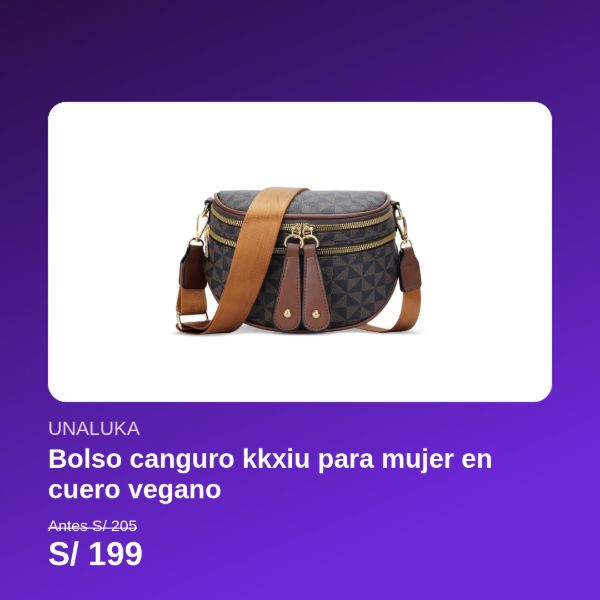 UNALUKA
Bolso canguro kkxiu para mujer en
cuero vegano
Antes S/ 205
S/ 199